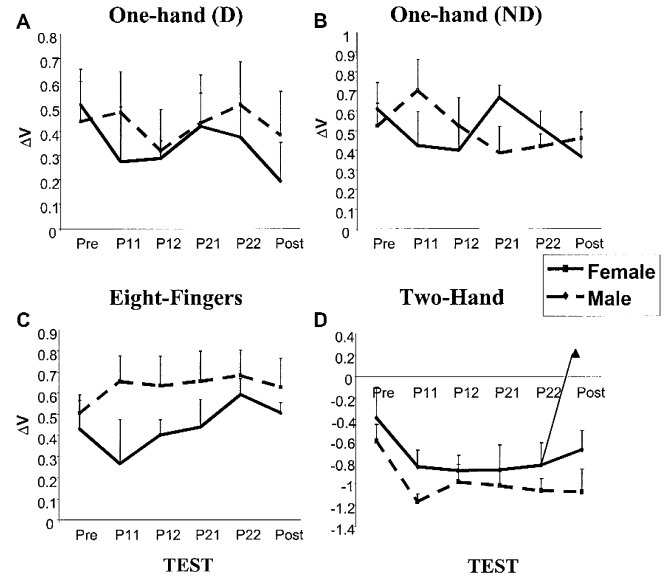 A One-hand (D)
0.8
0.7
0.6
0.5
0.4
0.3
0.2
0.1
0
ΔV
Pre P11 P12 P21 P22 Post
B One-hand (ND)
1
0.9
0.8
0.7
0.6
0.5
0.4
0.3
0.2
0.1
0
ΔV
Pre P11 P12 P21 P22 Post
Female
Male
C Eight-Fingers
0.9
0.8
0.7
0.6
0.5
0.4
0.3
0.2
0.1
0
ΔV
Pre P11 P12 P21 P22 Post
TEST
D Two-Hand
0.4
0.2
0
-0.2
-0.4
-0.6
-0.8
-1
-1.2
-1.4
Pre P11 P12 P21 P22 Post
TEST